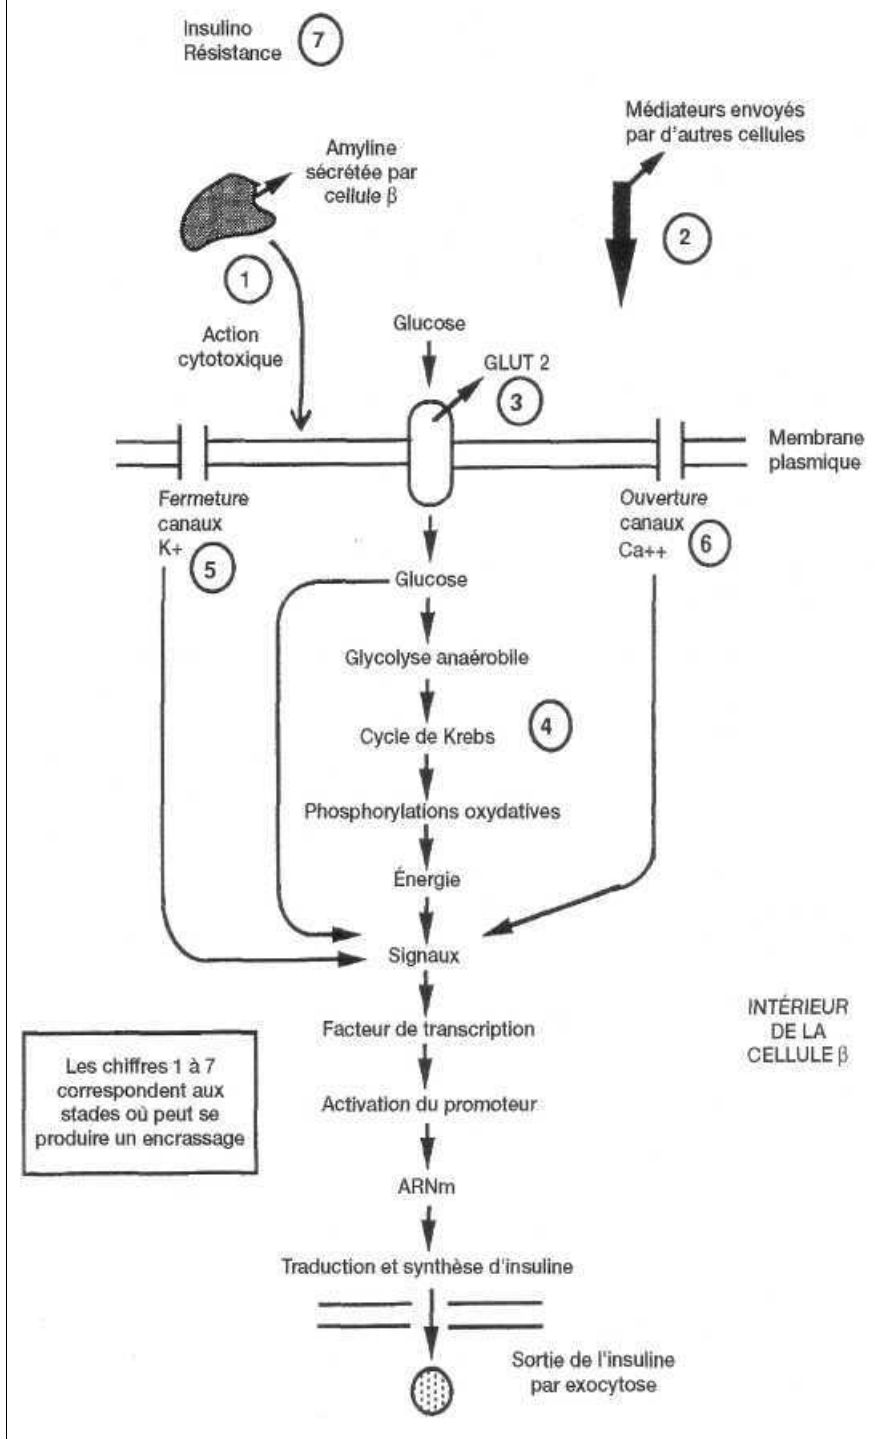 Insulino
Résistance
7
Médiateurs envoyés
par d'autres cellules
Amyline
sécrétée par
cellule β
2
1
Action
cytotoxique
Glucose
GLUT 2
3
Membrane
plasmique
Fermeture
canaux
K+
5
Ouverture
canaux
Ca++
6
Glucose
Glycolyse anaérobile
Cycle de Krebs
4
Phosphorylations oxydatives
Énergie
Signaux
Facteur de transcription
INTÉRIEUR
DE LA
CELLULE β
Les chiffres 1 à 7
correspondent aux
stades où peut se
produire un encrassage
Activation du promoteur
ARNm
Traduction et synthèse d'insuline
Sortie de l'insuline
par exocytose